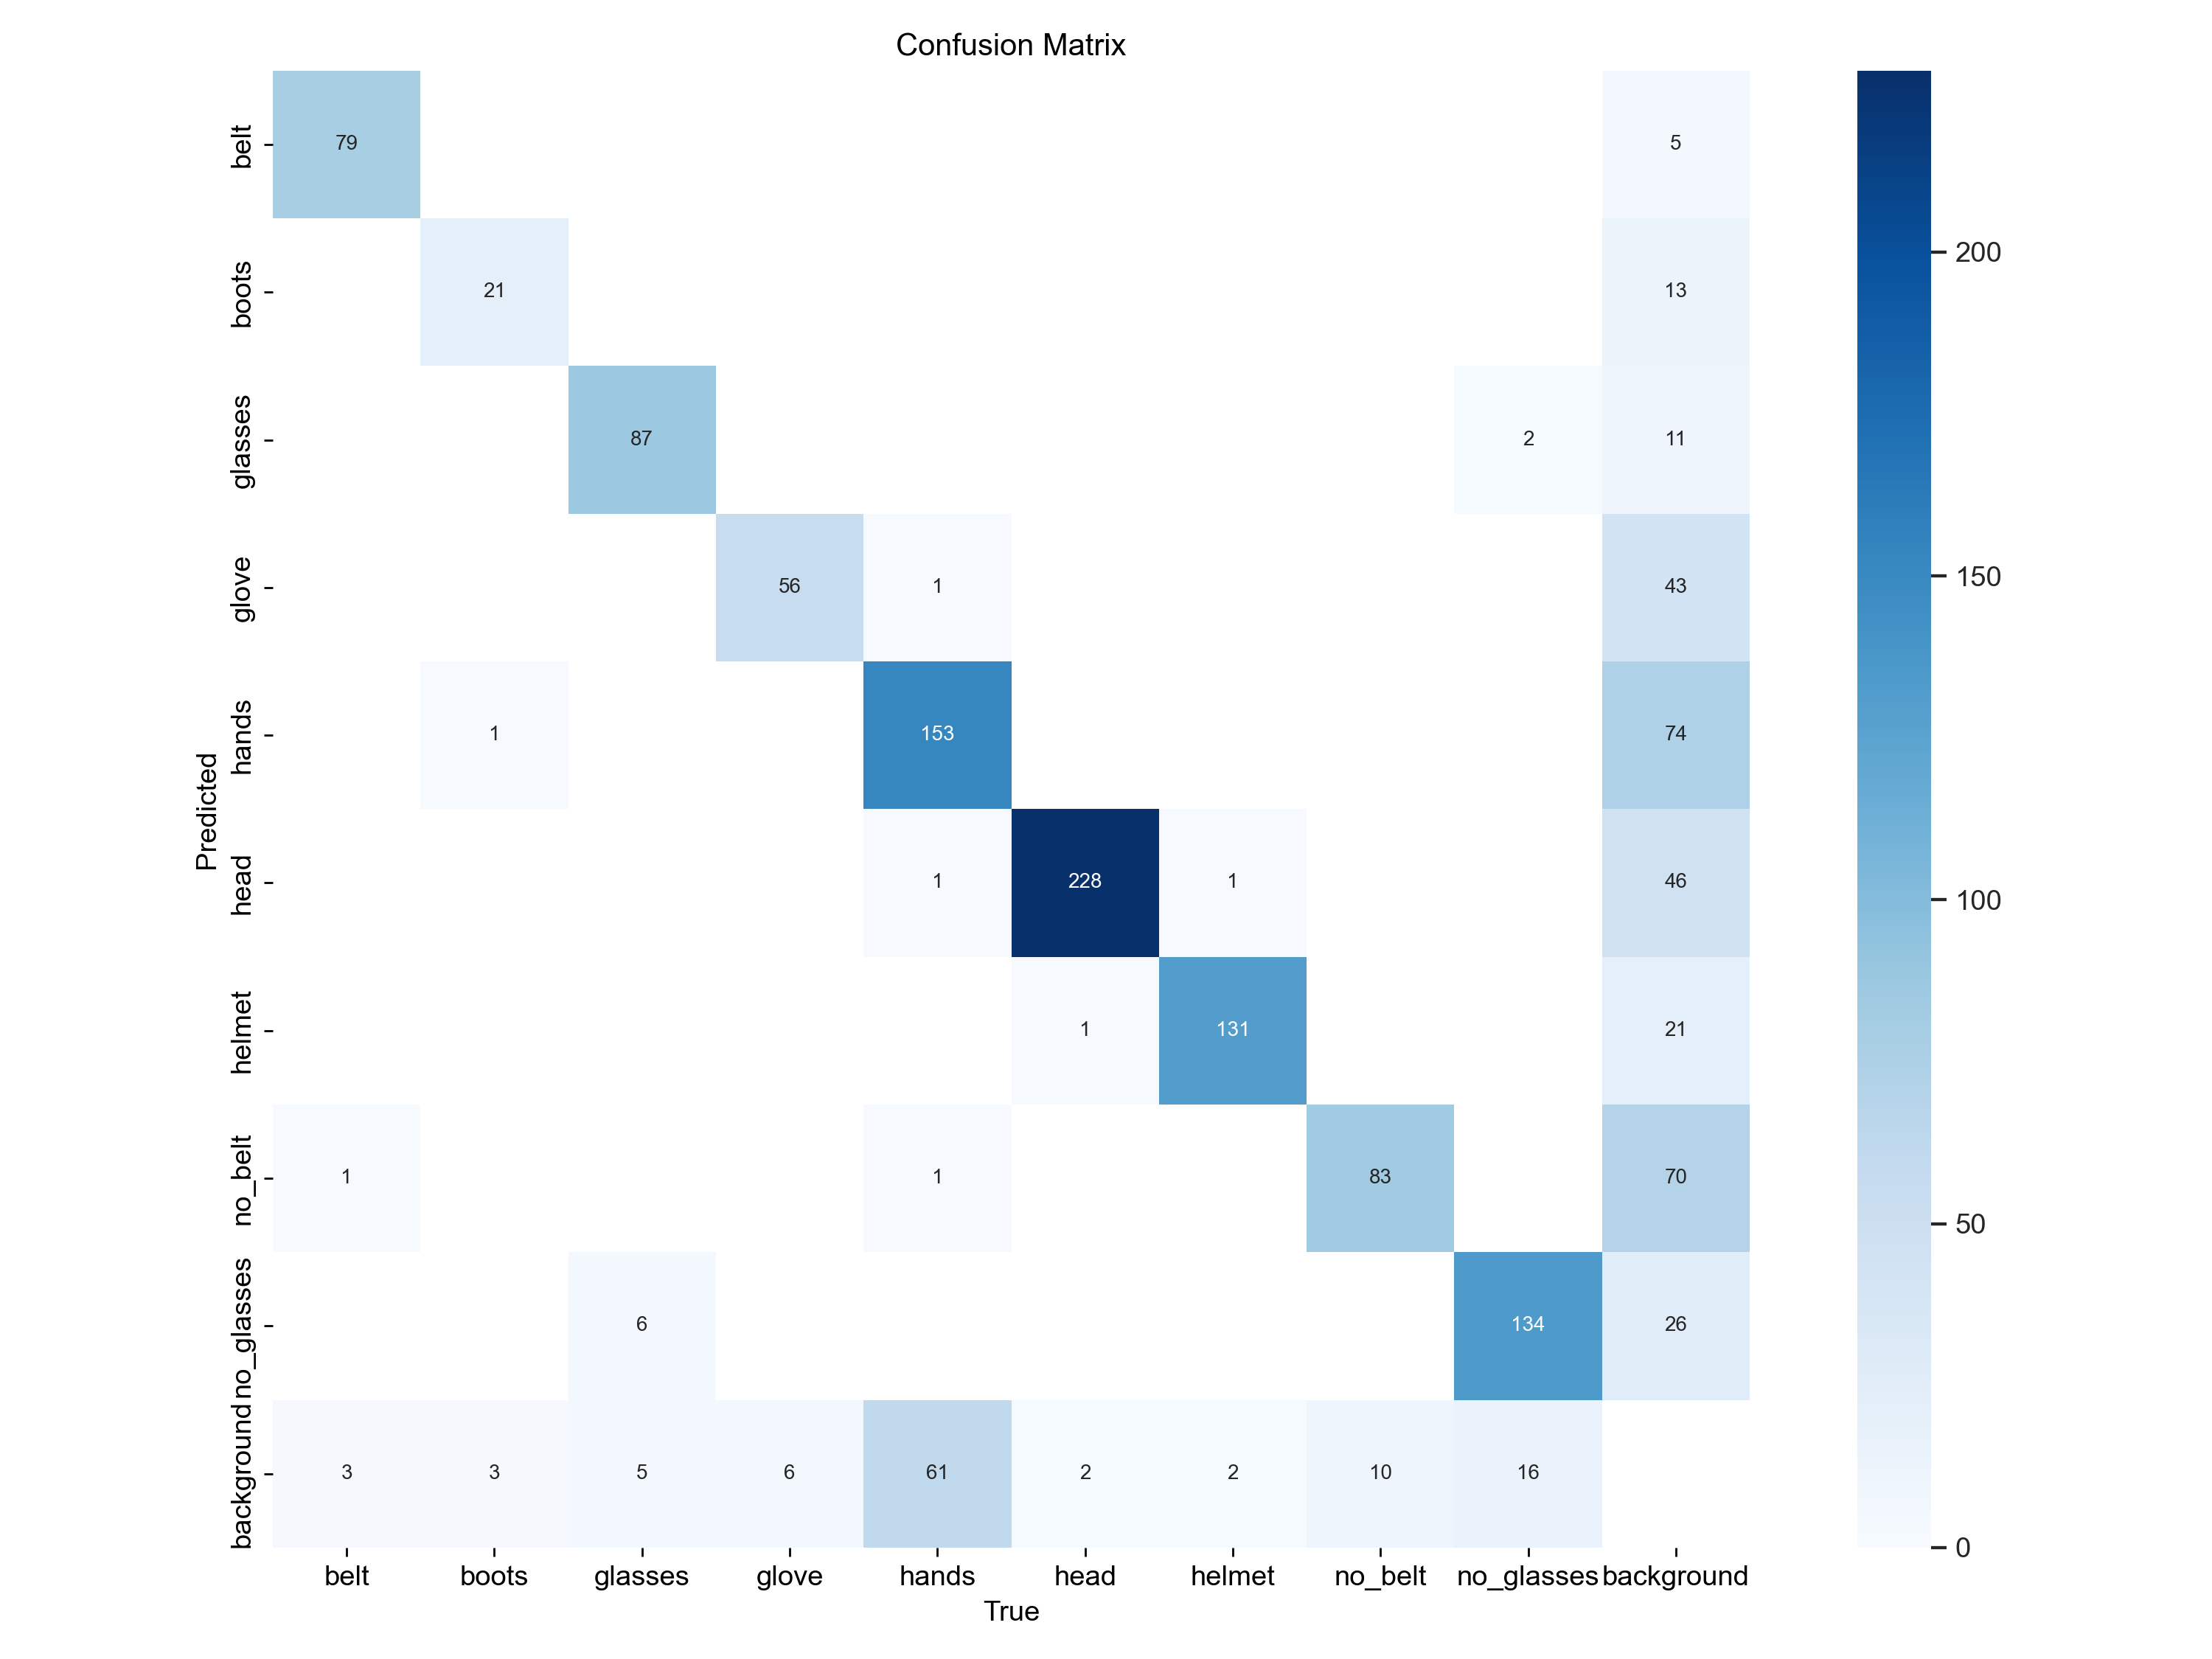 Confusion Matrix
belt 79 5
boots 21 13
glasses 87 2 11
glove 56 1 43
hands 1 153 74
head 1 228 1 46
helmet 1 131 21
no_belt 1 1 83 70
no_glasses 6 134 26
background 3 3 5 6 61 2 2 10 16
belt boots glasses glove hands head helmet no_belt no_glasses background
True
Predicted
200
150
100
50
0